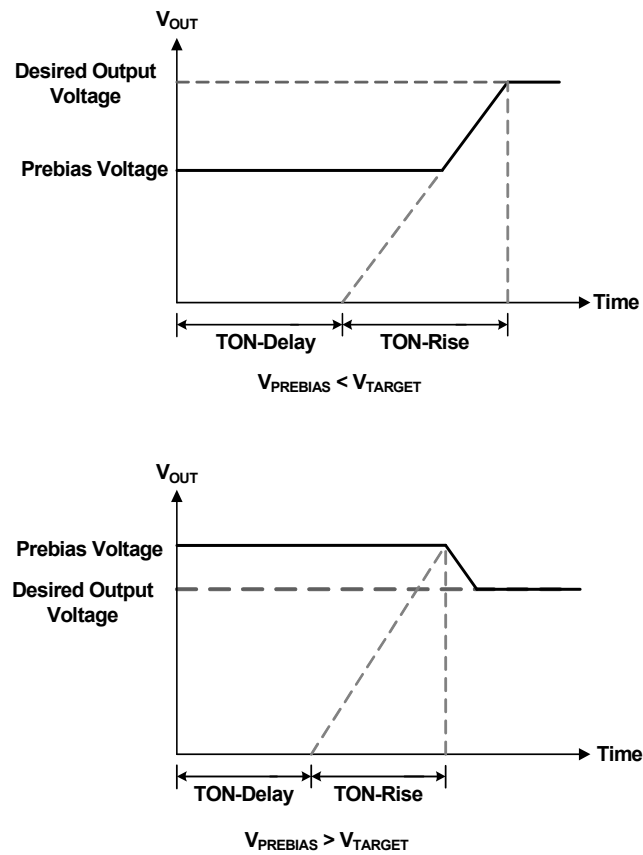 VOUT
Desired Output
Voltage
Prebias Voltage
Time
TON-Delay
TON-Rise
VPREBIAS < VTARGET
VOUT
Prebias Voltage
Desired Output
Voltage
Time
TON-Delay
TON-Rise
VPREBIAS > VTARGET